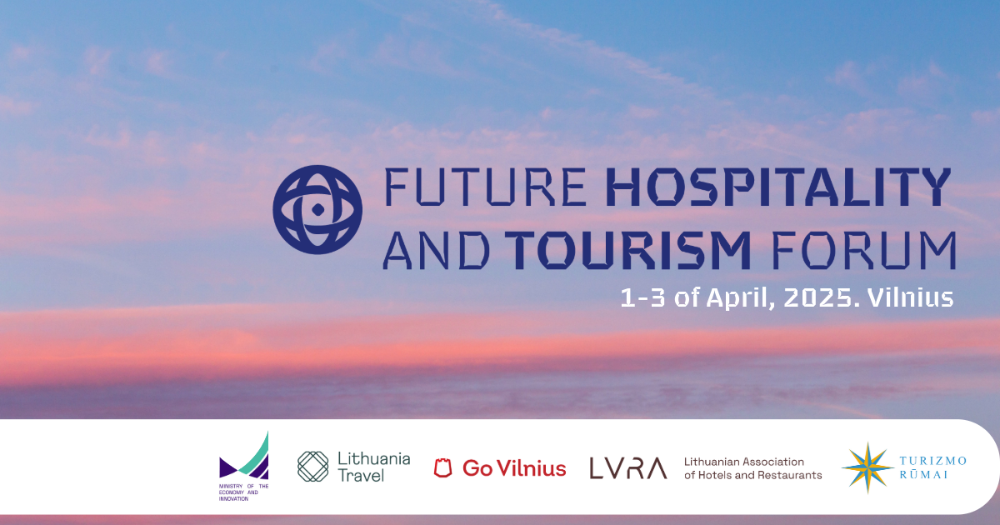 FUTURE HOSPITALITY
AND TOURISM FORUM
1-3 of April, 2025. Vilnius
MINISTRY OF THE
ECONOMY AND
INNOVATION
Lithuania
Travel
Go Vilnius
LVRA
Lithuanian Association
of Hotels and Restaurants
TURIZMO
RŪMAI